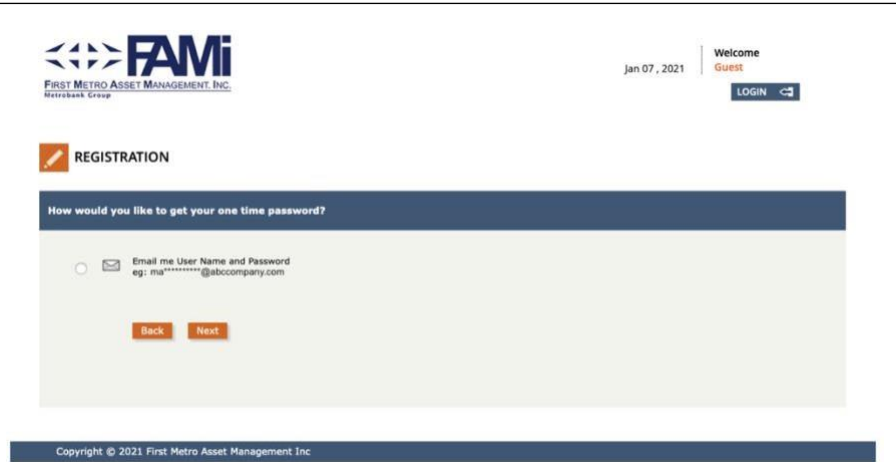 FAMi
FIRST METRO ASSET MANAGEMENT. INC.
Metrobank Group
Jan 07 , 2021
Welcome
Guest
LOGIN
REGISTRATION
How would you like to get your one time password?
Email me User Name and Password
eg: ma**********@abccompany.com
Back Next
Copyright © 2021 First Metro Asset Management Inc